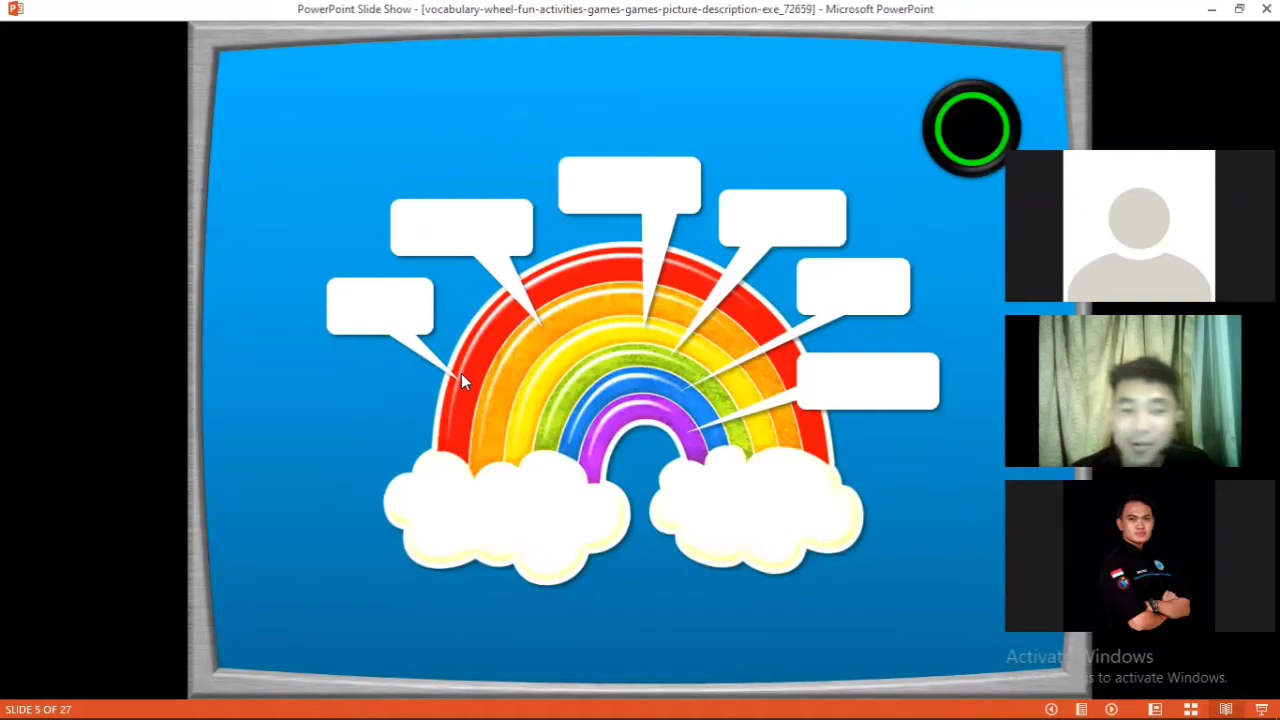 PowerPoint Slide Show - [vocabulary-wheel-fun-activities-games-games-picture-description-exe_72659] - Microsoft PowerPoint
Activate Windows
to activate Windows.
SLIDE 5 OF 27